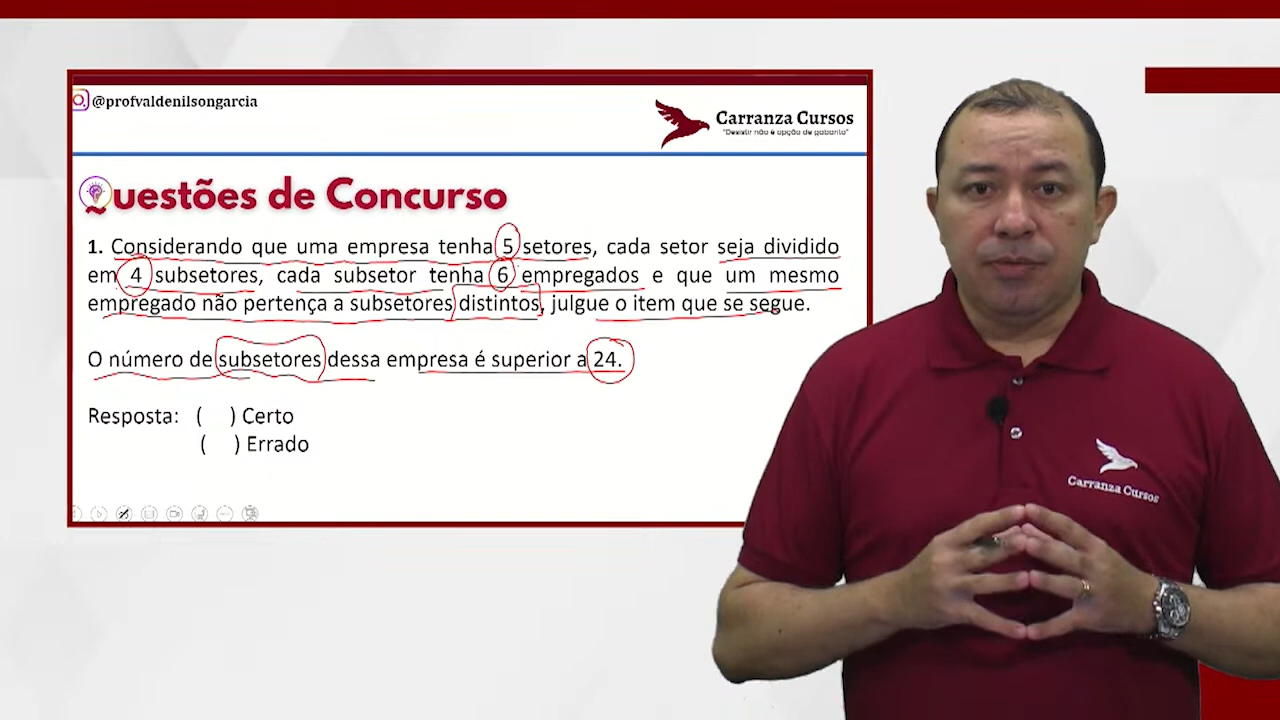 @profvaldenilsongarcia
Carranza Cursos
"Desistir não é opção de gabarito"
Questões de Concurso
1. Considerando que uma empresa tenha 5 setores, cada setor seja dividido
em 4 subsetores, cada subsetor tenha 6 empregados e que um mesmo
empregado não pertença a subsetores distintos, julgue o item que se segue.
O número de subsetores dessa empresa é superior a 24.
Resposta: ( ) Certo
( ) Errado
Carranza Cursos